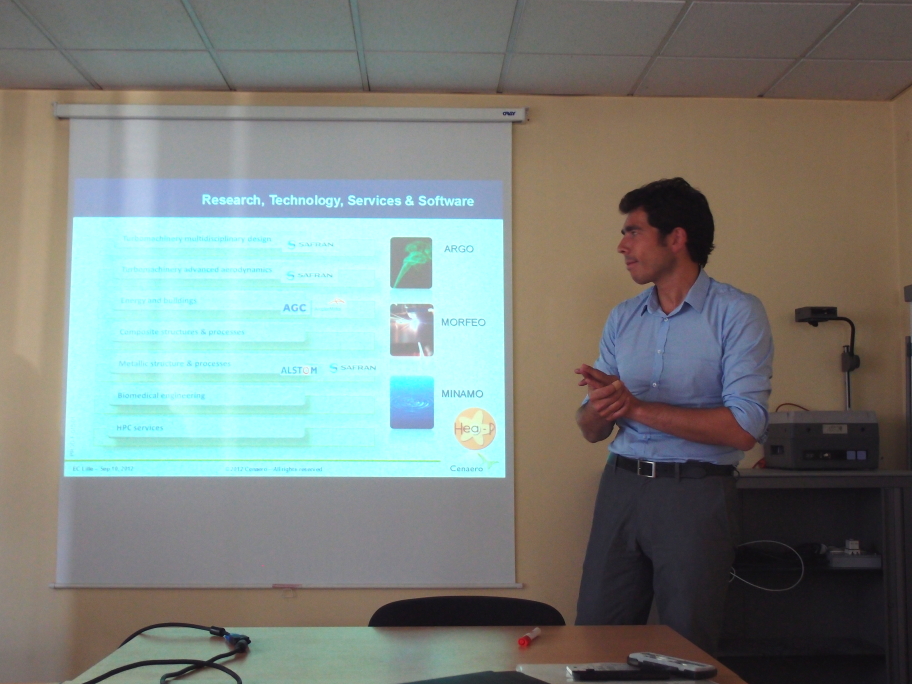 Research, Technology, Services & Software
Turbomachinery multidisciplinary design
SAFRAN
ARGO
Turbomachinery advanced aerodynamics
SAFRAN
Energy and buildings
AGC
MORFEO
Composite structures & processes
Metallic structure & processes
ALSTOM
SAFRAN
Biomedical engineering
MINAMO
HPC services
Cenaero